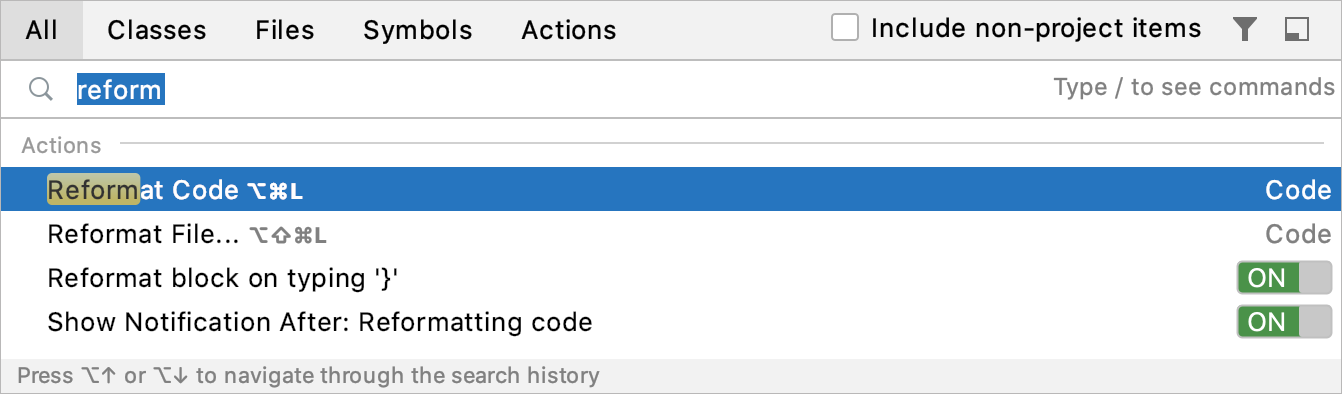 All Classes Files Symbols Actions Include non-project items
reform Type / to see commands
Actions
Reformat Code ⌥⌘L Code
Reformat File... ⌥⇧⌘L Code
Reformat block on typing '}' ON
Show Notification After: Reformatting code ON
Press ⌥↑ or ⌥↓ to navigate through the search history